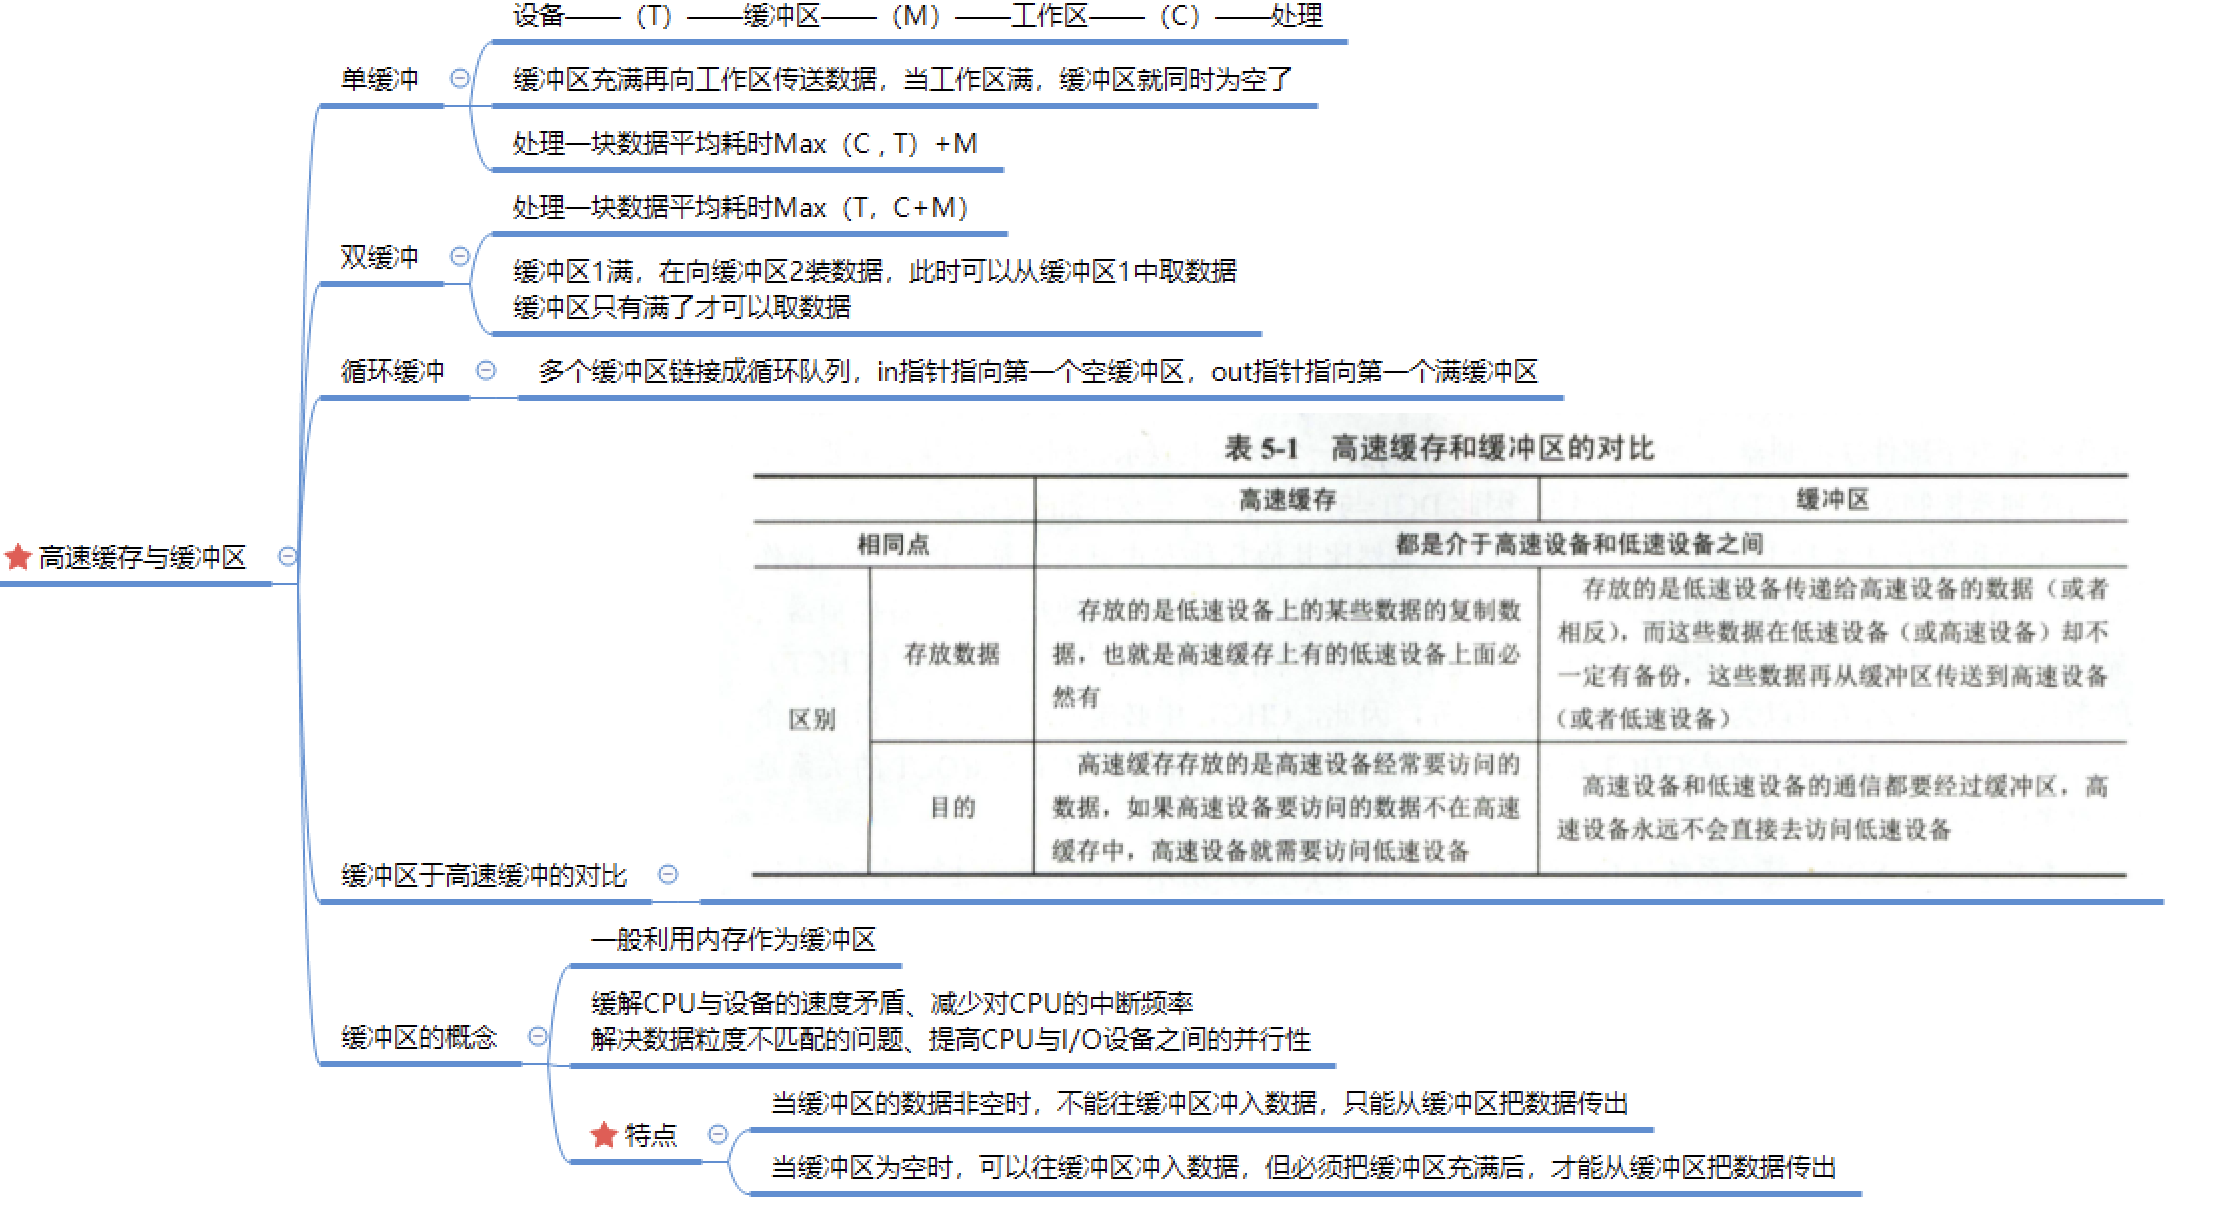 设备——（T）——缓冲区——（M）——工作区——（C）——处理
单缓冲
缓冲区充满再向工作区传送数据，当工作区满，缓冲区就同时为空了
处理一块数据平均耗时Max（C , T）+M
处理一块数据平均耗时Max（T，C+M）
双缓冲
缓冲区1满，在向缓冲区2装数据，此时可以从缓冲区1中取数据
缓冲区只有满了才可以取数据
循环缓冲
多个缓冲区链接成循环队列，in指针指向第一个空缓冲区，out指针指向第一个满缓冲区
高速缓存与缓冲区
表 5-1 高速缓存和缓冲区的对比
高速缓存 缓冲区
相同点 都是介于高速设备和低速设备之间
区别
存放数据
存放的是低速设备上的某些数据的复制数
据，也就是高速缓存上有的低速设备上面必
然有
存放的是低速设备传递给高速设备的数据（或者
相反），而这些数据在低速设备（或高速设备）却不
一定有备份，这些数据再从缓冲区传送到高速设备
（或者低速设备）
目的
高速缓存存放的是高速设备经常要访问的
数据，如果高速设备要访问的数据不在高速
缓存中，高速设备就需要访问低速设备
高速设备和低速设备的通信都要经过缓冲区，高
速设备永远不会直接去访问低速设备
缓冲区于高速缓冲的对比
一般利用内存作为缓冲区
缓冲区的概念
缓解CPU与设备的速度矛盾、减少对CPU的中断频率
解决数据粒度不匹配的问题、提高CPU与I/O设备之间的并行性
特点
当缓冲区的数据非空时，不能往缓冲区冲入数据，只能从缓冲区把数据传出
当缓冲区为空时，可以往缓冲区冲入数据，但必须把缓冲区充满后，才能从缓冲区把数据传出